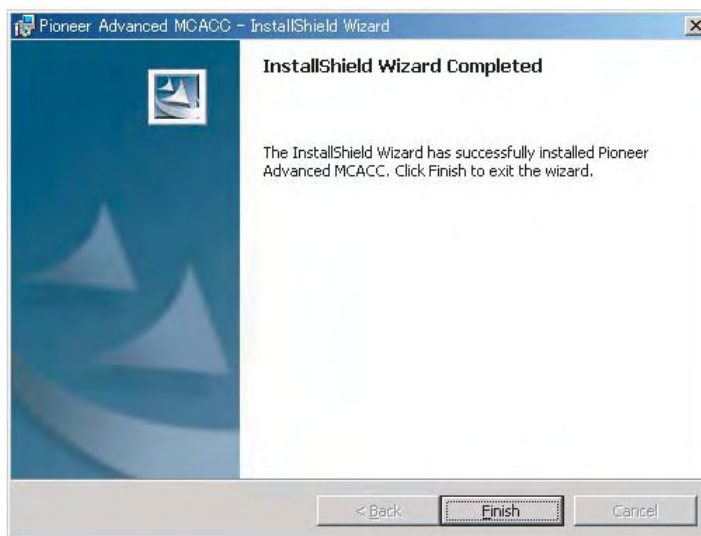 Pioneer Advanced MCACC - InstallShield Wizard
InstallShield Wizard Completed
The InstallShield Wizard has successfully installed Pioneer
Advanced MCACC. Click Finish to exit the wizard.
< Back Finish Cancel